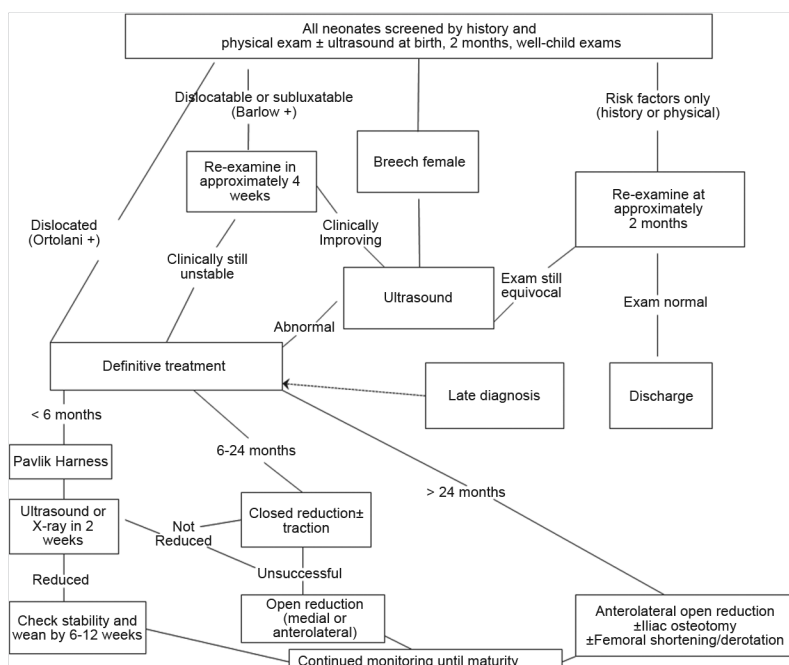 All neonates screened by history and
physical exam ± ultrasound at birth, 2 months, well-child exams
Dislocatable or subluxatable
(Barlow +)
Risk factors only
(history or physical)
Breech female
Re-examine in
approximately 4
weeks
Re-examine at
approximately
2 months
Dislocated
(Ortolani +)
Clinically
Improving
Clinically still
unstable
Ultrasound
Exam still
equivocal
Exam normal
Abnormal
Definitive treatment
Late diagnosis
Discharge
< 6 months
6-24 months
> 24 months
Pavlik Harness
Ultrasound or
X-ray in 2
weeks
Not
Reduced
Closed reduction±
traction
Reduced
Unsuccessful
Check stability and
wean by 6-12 weeks
Open reduction
(medial or
anterolateral)
Anterolateral open reduction
±Iliac osteotomy
±Femoral shortening/derotation
Continued monitoring until maturity